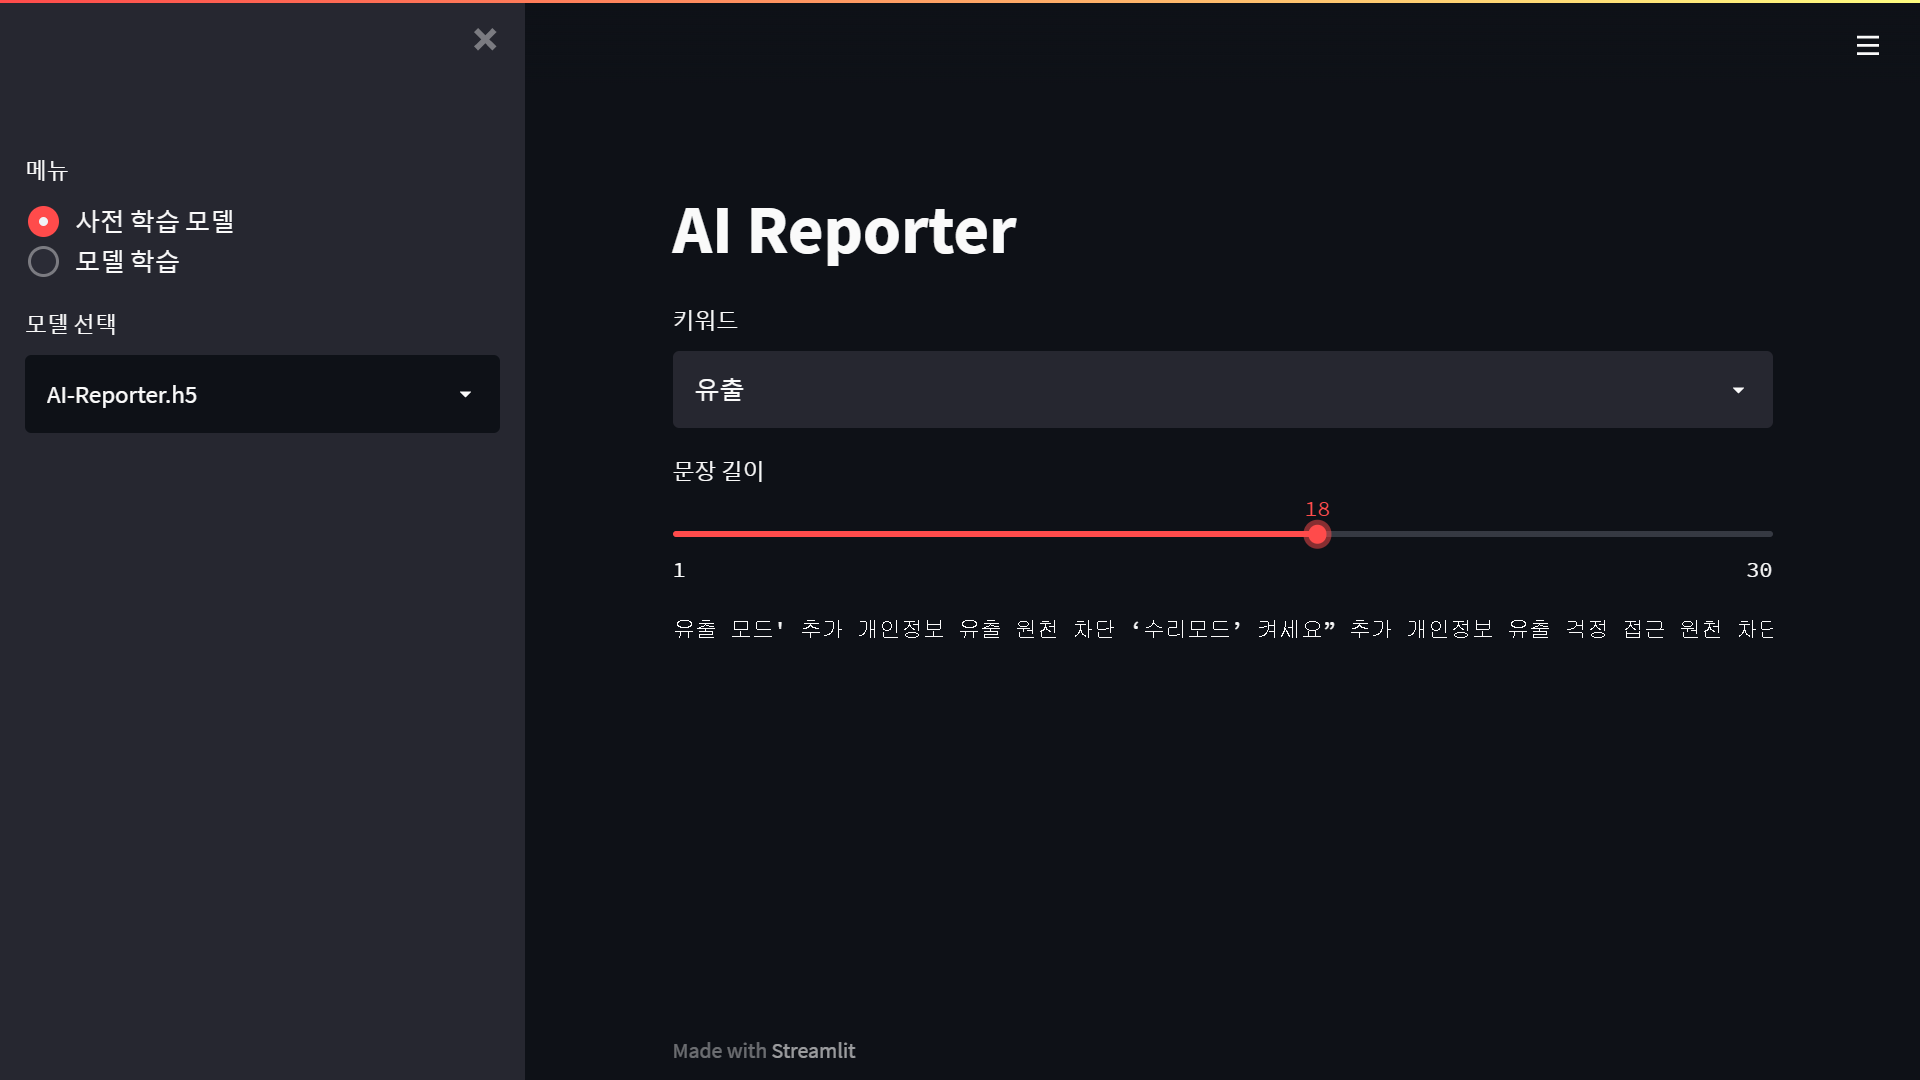 메뉴
사전 학습 모델
모델 학습
모델 선택
AI-Reporter.h5
AI Reporter
키워드
유출
문장 길이
18
1 30
유출 모드' 추가 개인정보 유출 원천 차단 ‘수리모드’ 켜세요” 추가 개인정보 유출 걱정 접근 원천 차단
Made with Streamlit